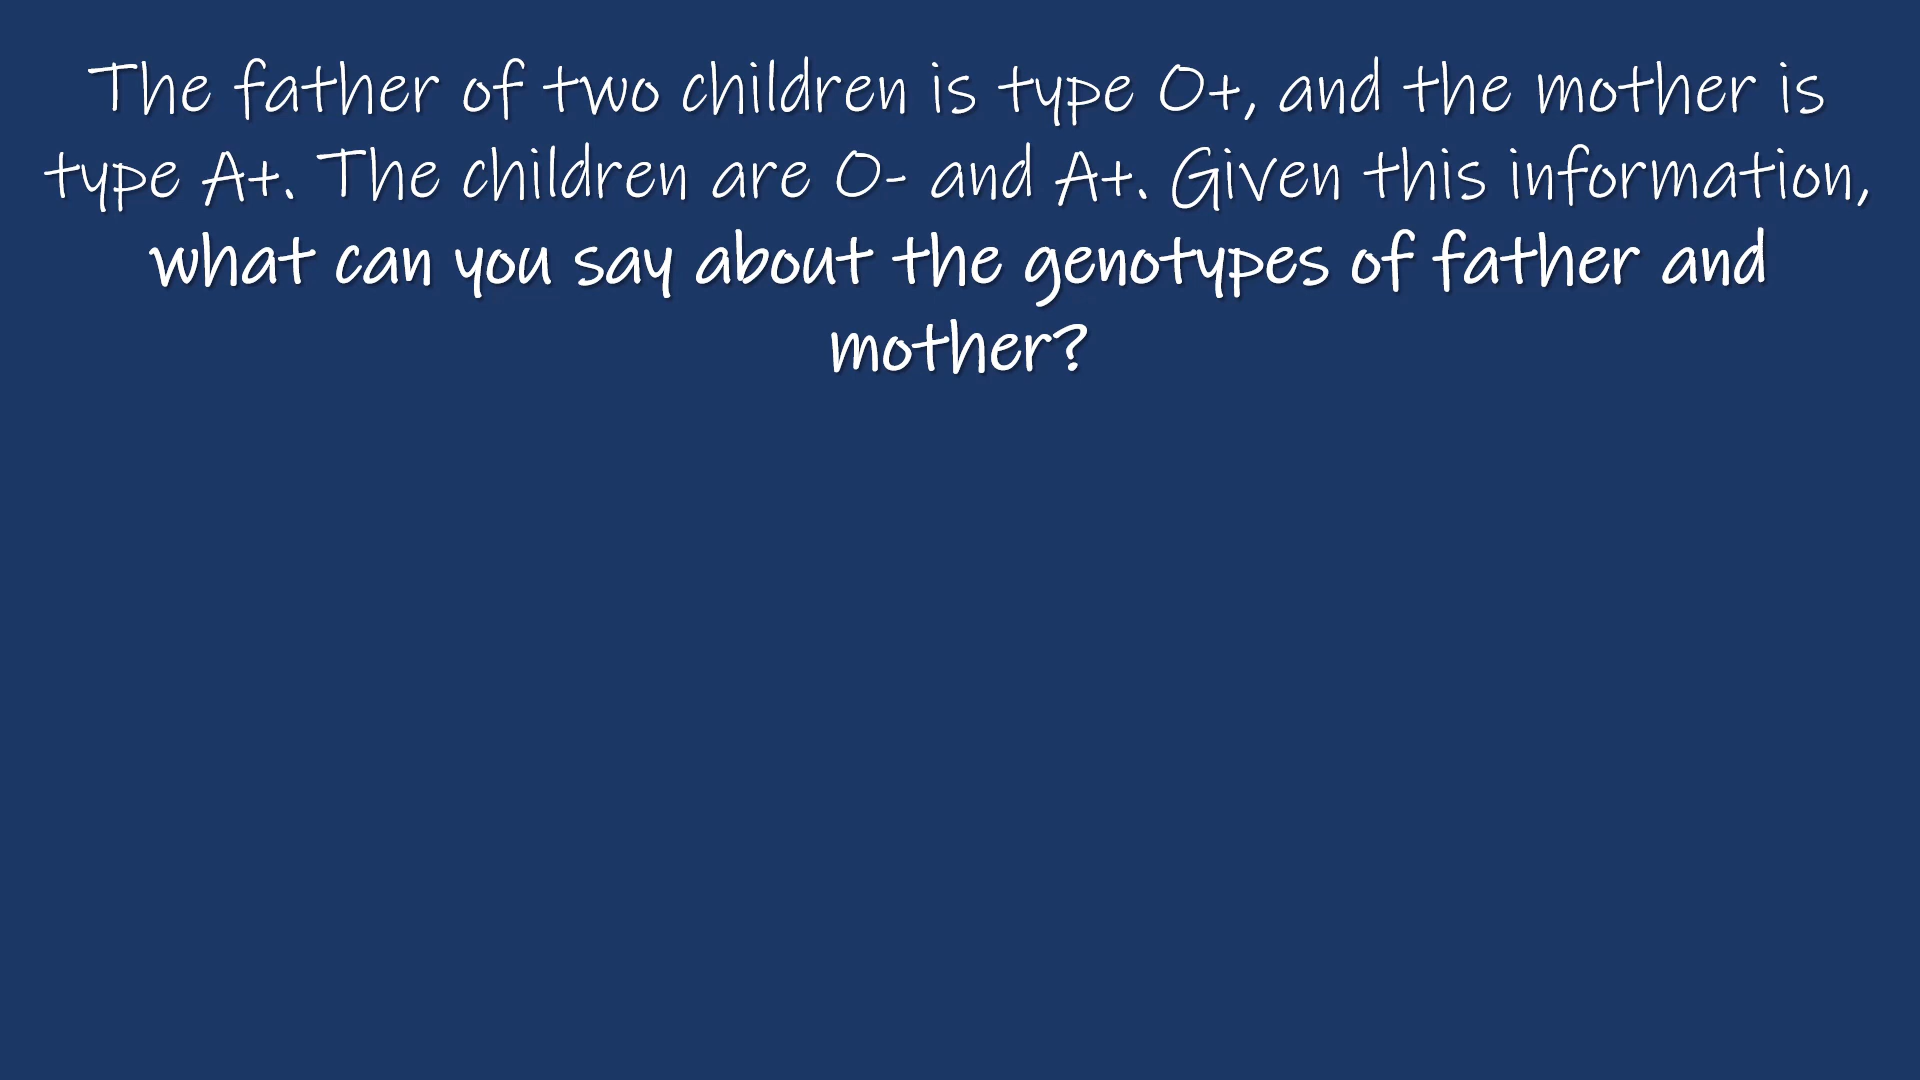 The father of two children is type O+, and the mother is
type A+. The children are O- and A+. Given this information,
what can you say about the genotypes of father and
mother?